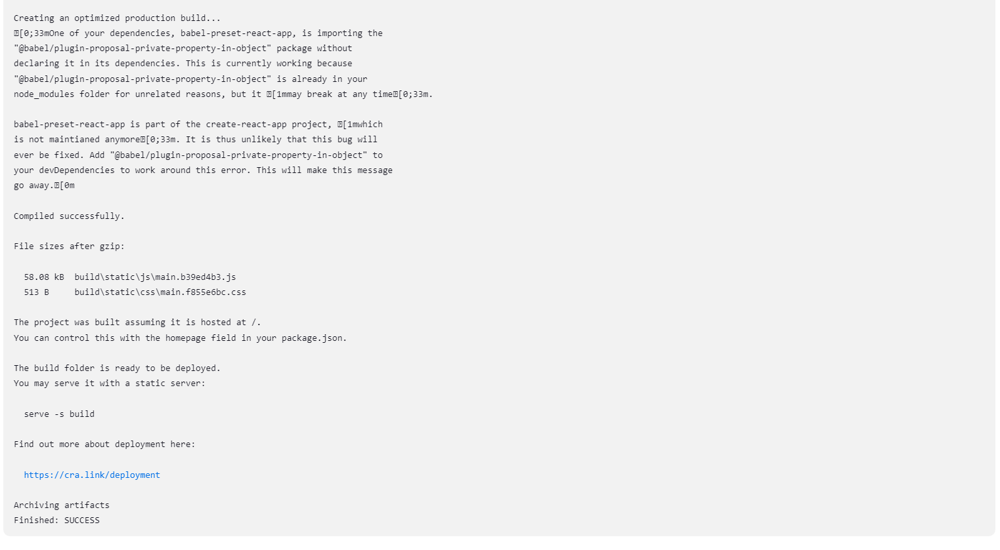 Creating an optimized production build...
␛[0;33mOne of your dependencies, babel-preset-react-app, is importing the
"@babel/plugin-proposal-private-property-in-object" package without
declaring it in its dependencies. This is currently working because
"@babel/plugin-proposal-private-property-in-object" is already in your
node_modules folder for unrelated reasons, but it ␛[1mmay break at any time␛[0;33m.
babel-preset-react-app is part of the create-react-app project, ␛[1mwhich
is not maintianed anymore␛[0;33m. It is thus unlikely that this bug will
ever be fixed. Add "@babel/plugin-proposal-private-property-in-object" to
your devDependencies to work around this error. This will make this message
go away.␛[0m
Compiled successfully.
File sizes after gzip:
58.08 kB  build\static\js\main.b39ed4b3.js
513 B     build\static\css\main.f855e6bc.css
The project was built assuming it is hosted at /.
You can control this with the homepage field in your package.json.
The build folder is ready to be deployed.
You may serve it with a static server:
serve -s build
Find out more about deployment here:
https://cra.link/deployment
Archiving artifacts
Finished: SUCCESS